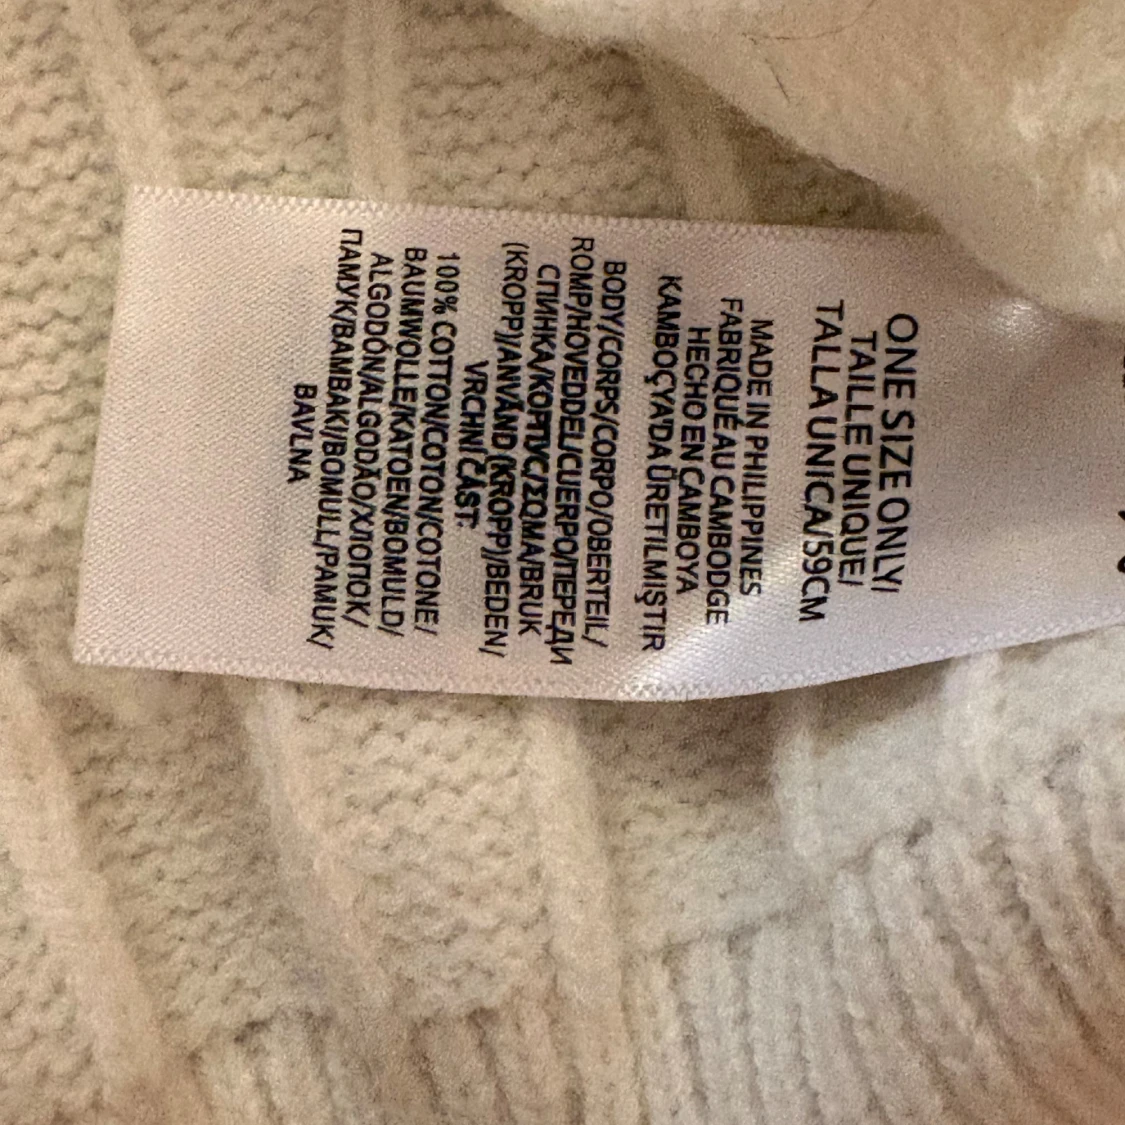 ONE SIZE ONLY/
TAILLE UNIQUE/
TALLA UNICA/59CM
MADE IN PHILIPPINES
FABRIQUÉ AU CAMBODGE
HECHO EN CAMBOYA
KAMBOÇYA'DA ÜRETILMIŞTIR
BODY/CORPS/CORPO/OBERTEIL/
ROMP/HOVEDDEL/CUERPO/ПЕРЕДИ
СПИНКА/КОРПУС/ΣΩΜΑ/BRUK
(KROPP)/ANVÄND (KROPP)/BEDEN/
VRCHNÍ ČÁST:
100% COTTON/COTON/COTONE/
BAUMWOLLE/KATOEN/BOMULD/
ALGODÓN/ALGODÃO/ХЛОПОК/
ПАМУК/ΒΑΜΒΑΚΙ/BOMULL/PAMUK/
BAVLNA